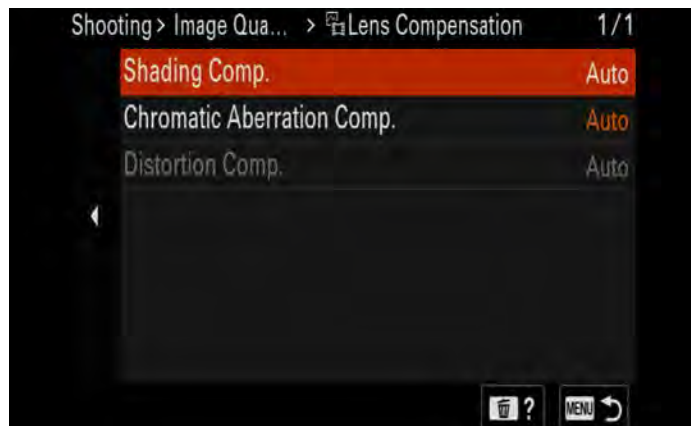 Shooting > Image Qua... > Lens Compensation 1/1
Shading Comp. Auto
Chromatic Aberration Comp. Auto
Distortion Comp. Auto
? MENU